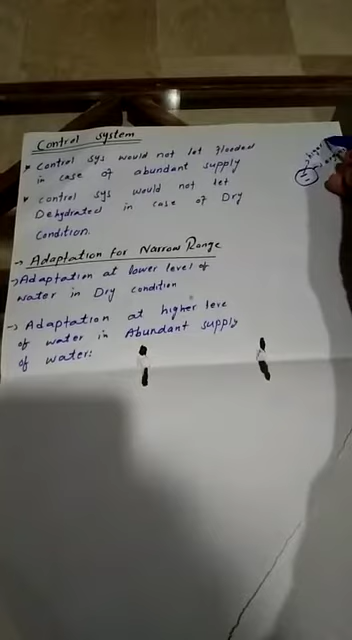 Control system
* Control sys would not let flooded
in case of abundant supply
* control sys would not let
Dehydrated in case of Dry
condition.
→ Adaptation for Narrow Range
→ Adaptation at lower level of
water in Dry condition
→ Adaptation at higher leve
of water in Abundant supply
of water: